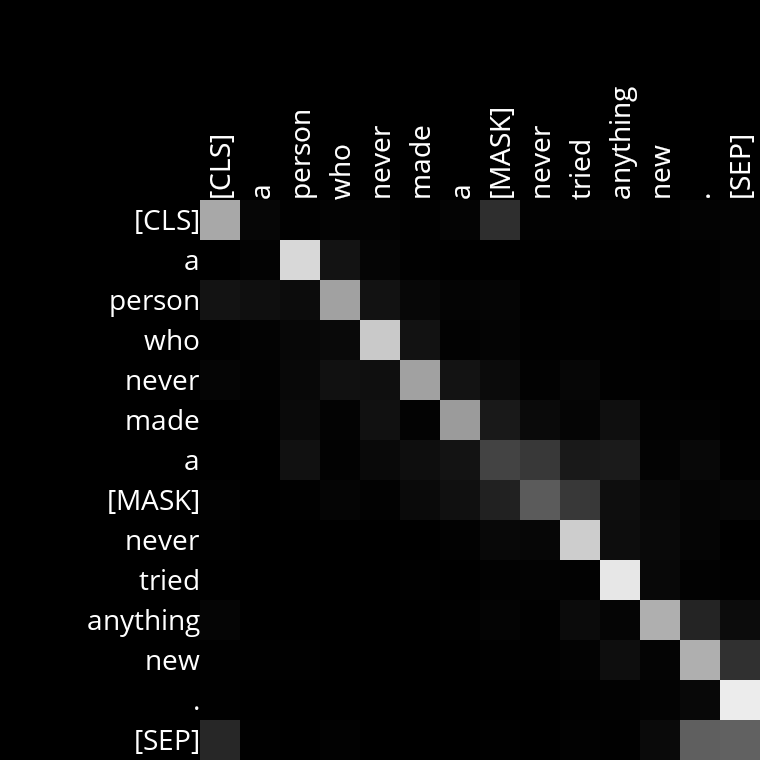 [CLS] a person who never made a [MASK] never tried anything new . [SEP]
[CLS]
a
person
who
never
made
a
[MASK]
never
tried
anything
new
.
[SEP]